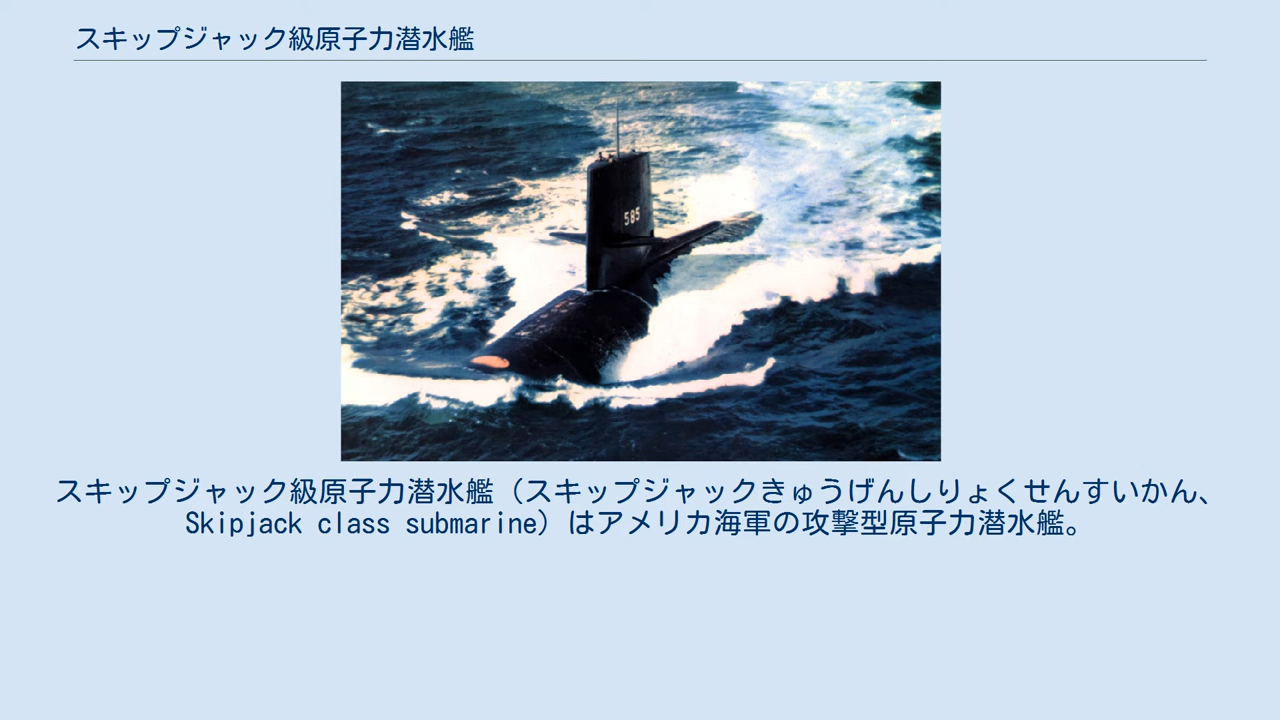 スキップジャック級原子力潜水艦
585
スキップジャック級原子力潜水艦（スキップジャックきゅうげんしりょくせんすいかん、
Skipjack class submarine）はアメリカ海軍の攻撃型原子力潜水艦。